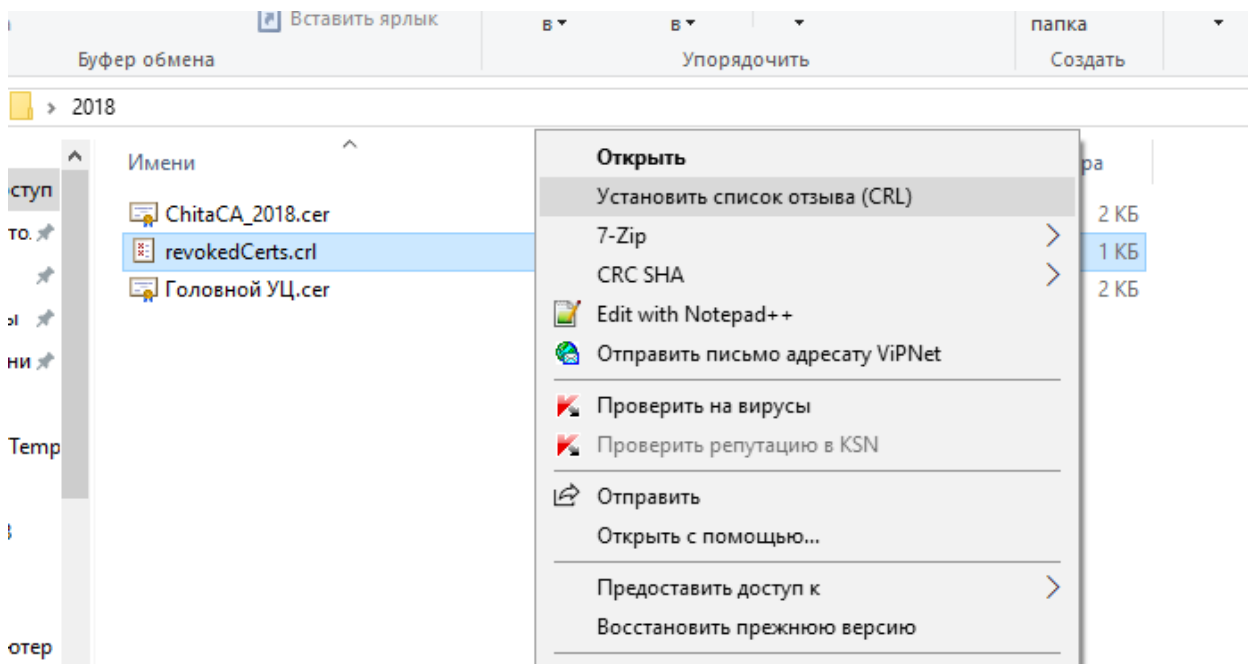 Вставить ярлык
в
в
папка
Буфер обмена
Упорядочить
Создать
2018
Имени
ChitaCA_2018.cer
2 КБ
revokedCerts.crl
1 КБ
Головной УЦ.cer
2 КБ
Temp
Открыть
Установить список отзыва (CRL)
7-Zip
CRC SHA
Edit with Notepad++
Отправить письмо адресату ViPNet
Проверить на вирусы
Проверить репутацию в KSN
Отправить
Открыть с помощью...
Предоставить доступ к
Восстановить прежнюю версию